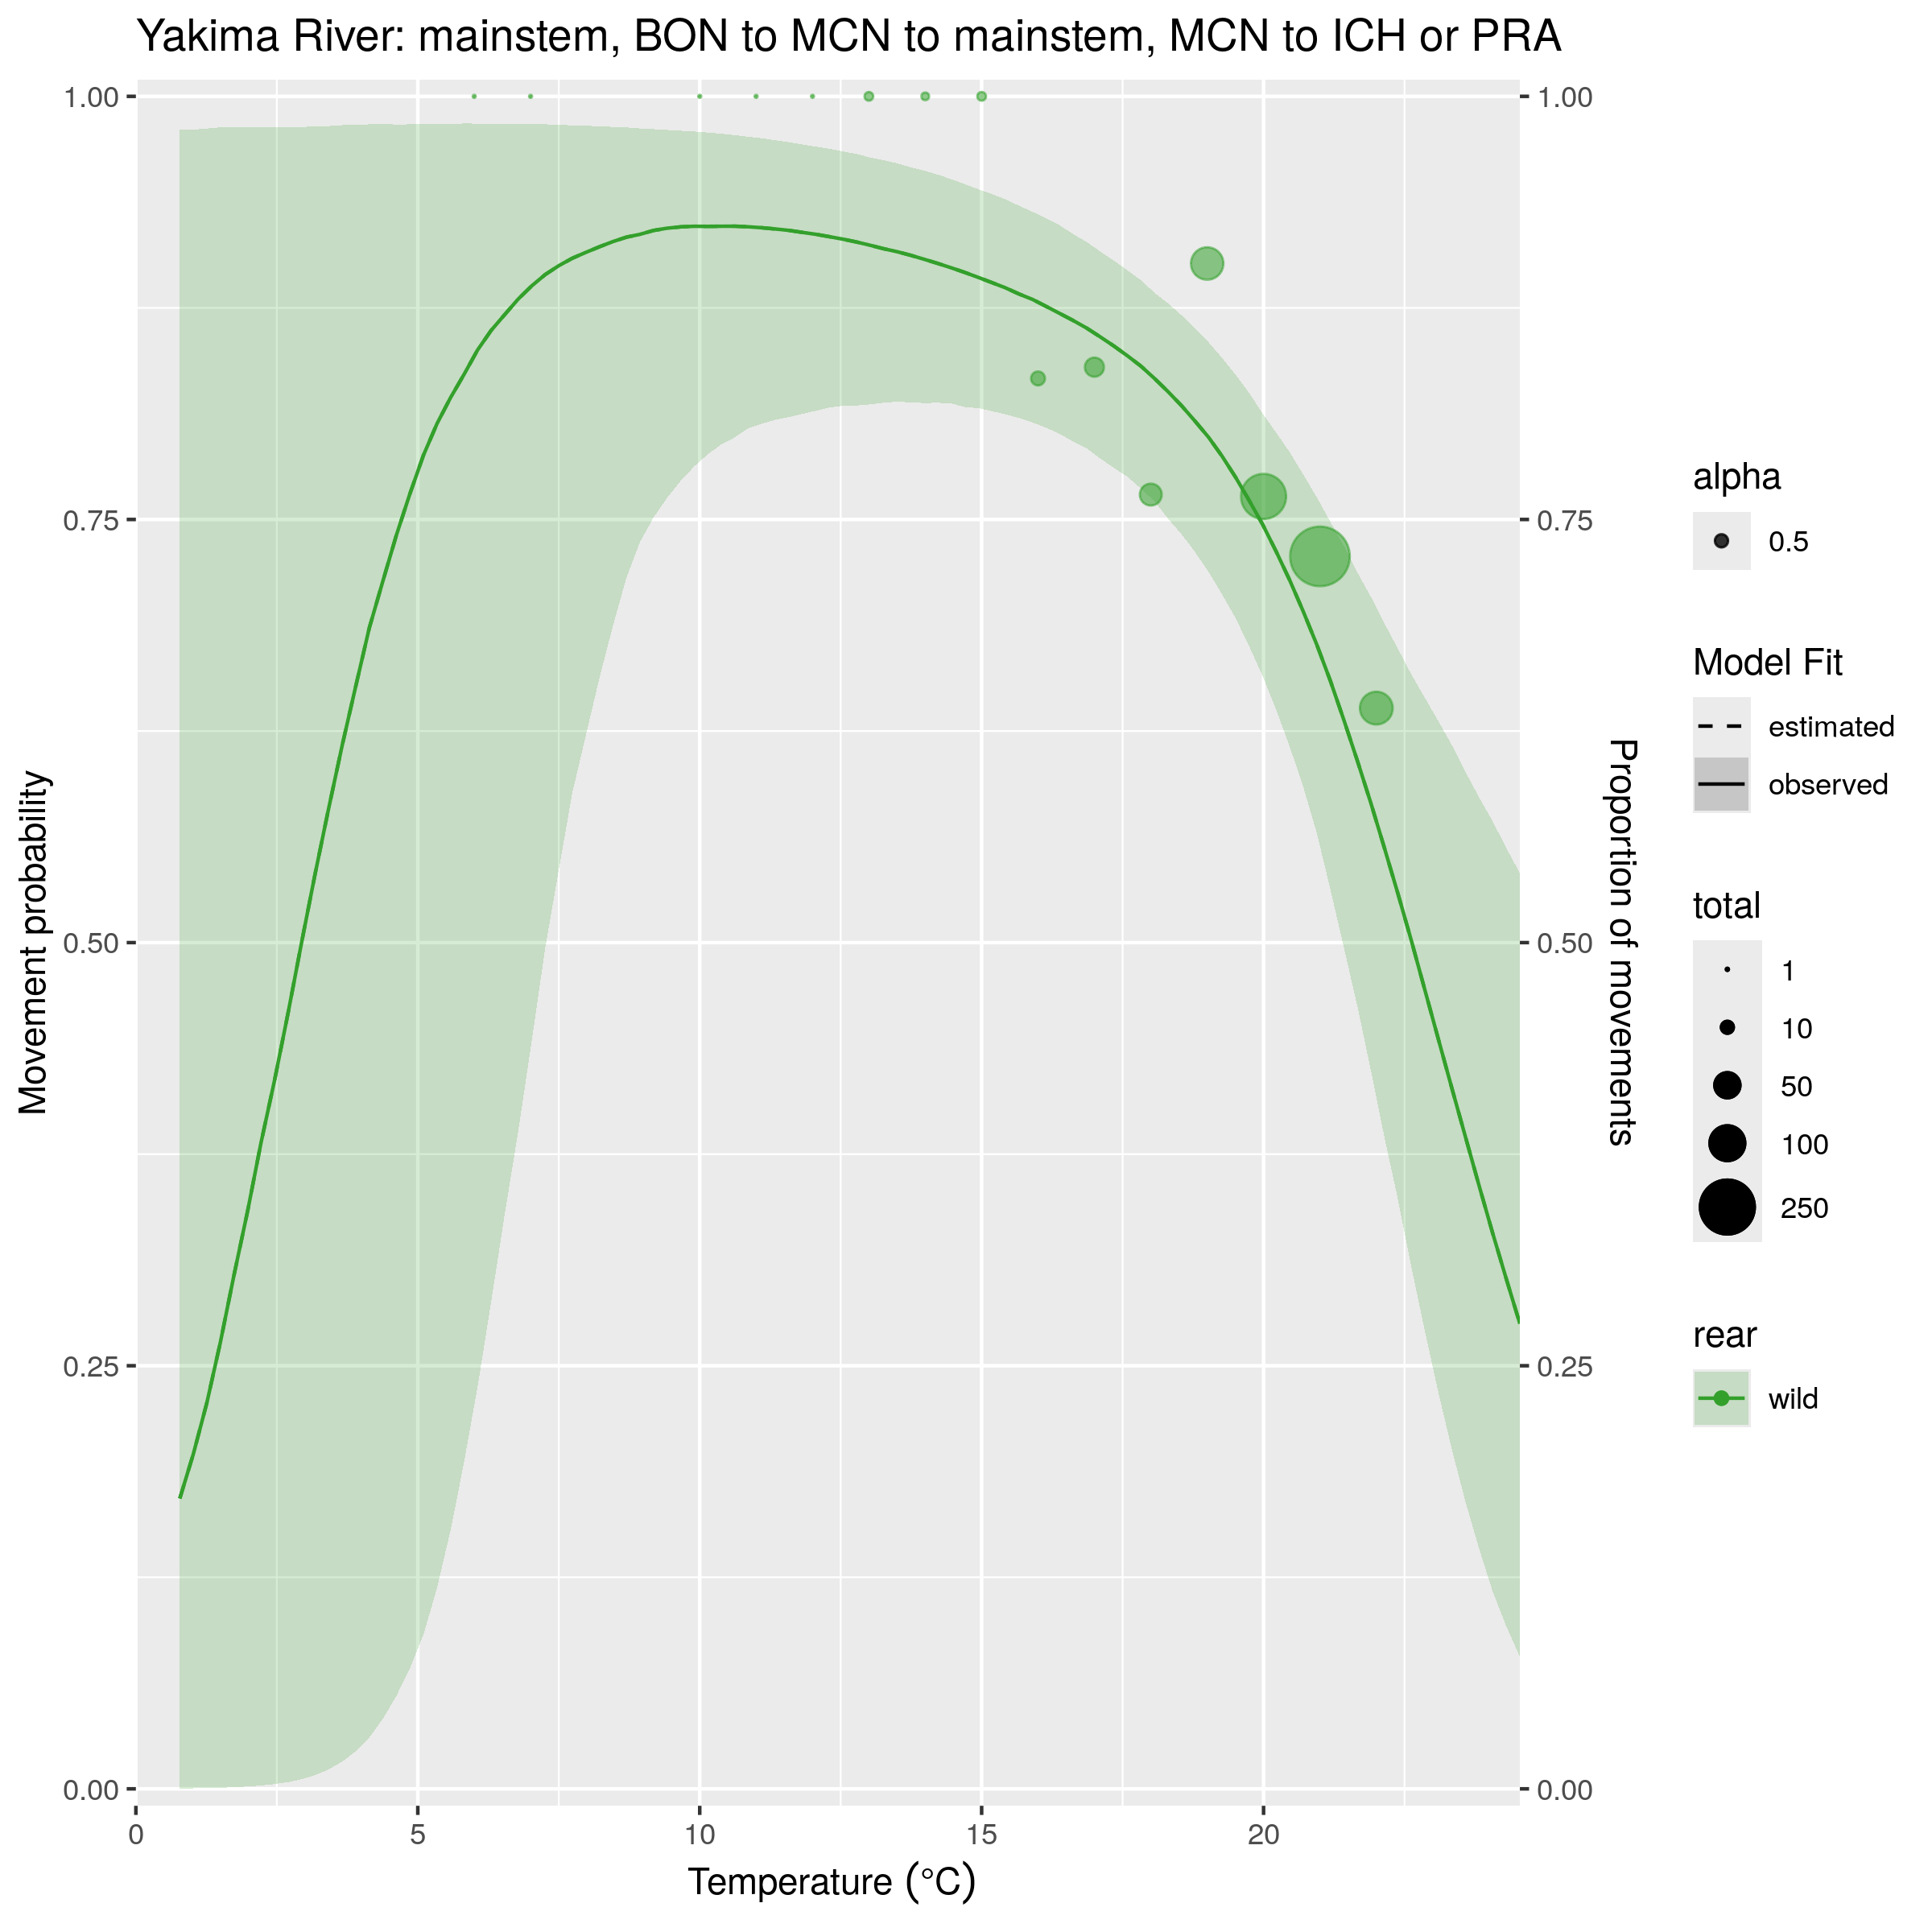 Yakima River: mainstem, BON to MCN to mainstem, MCN to ICH or PRA
Movement probability
1.00
0.75
0.50
0.25
0.00
0
5
10
15
20
Temperature (°C)
1.00
0.75
0.50
0.25
0.00
Proportion of movements
alpha
0.5
Model Fit
estimated
observed
total
1
10
50
100
250
rear
wild